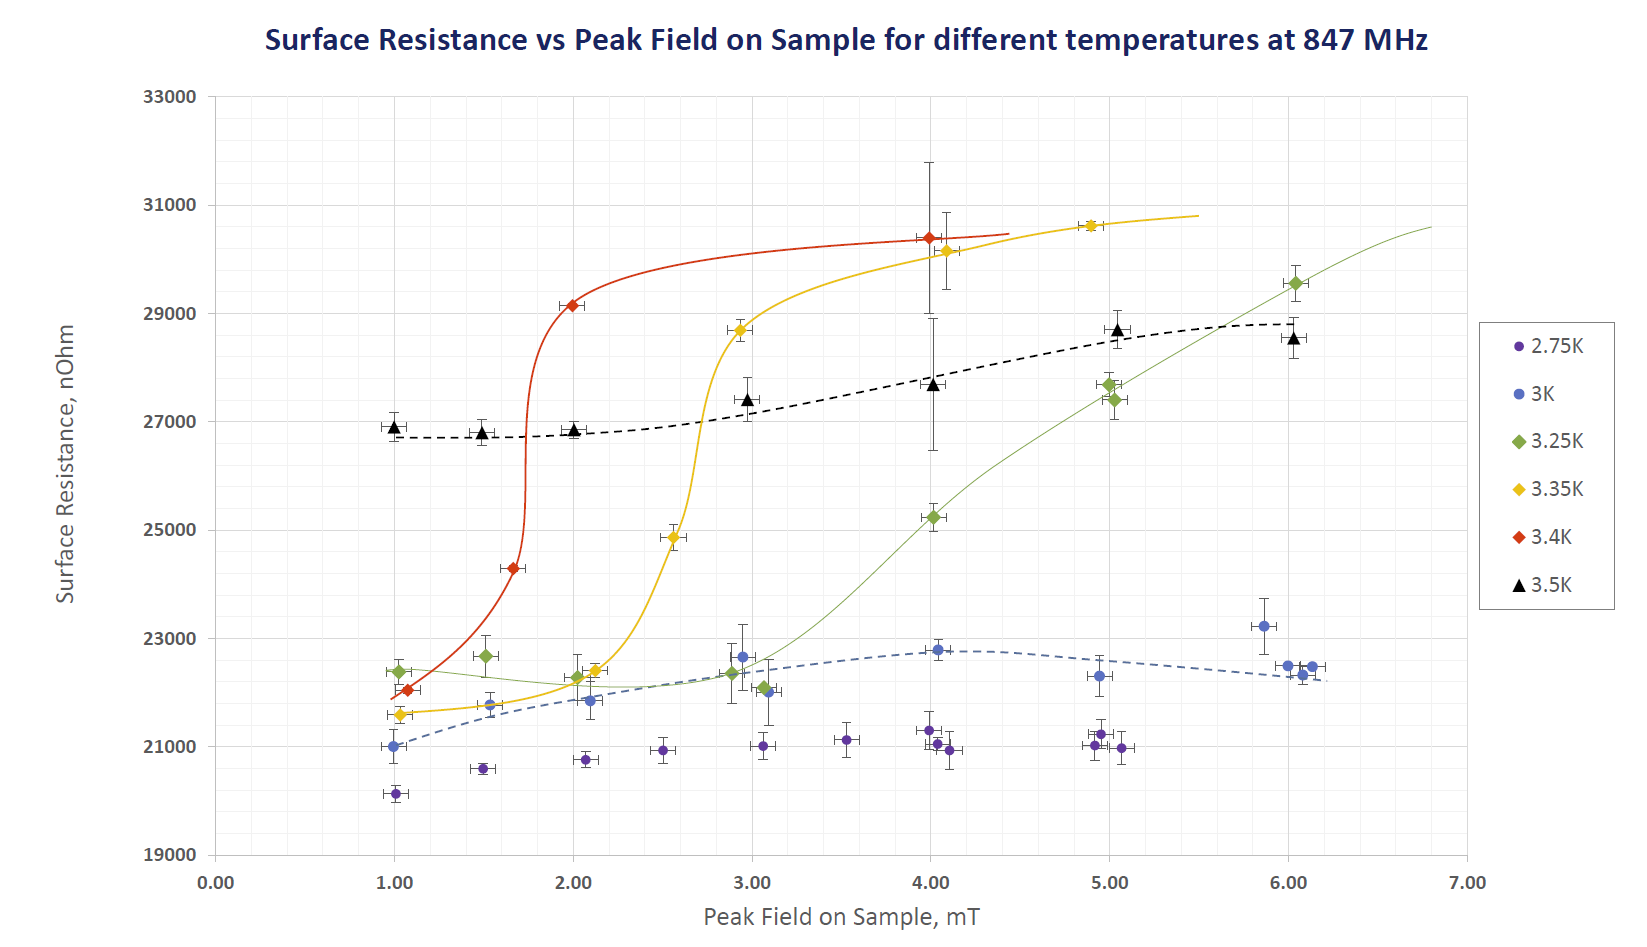 Surface Resistance vs Peak Field on Sample for different temperatures at 847 MHz
Surface Resistance, nOhm
33000
31000
29000
27000
25000
23000
21000
19000
0.00 1.00 2.00 3.00 4.00 5.00 6.00 7.00
Peak Field on Sample, mT
2.75K
3K
3.25K
3.35K
3.4K
3.5K